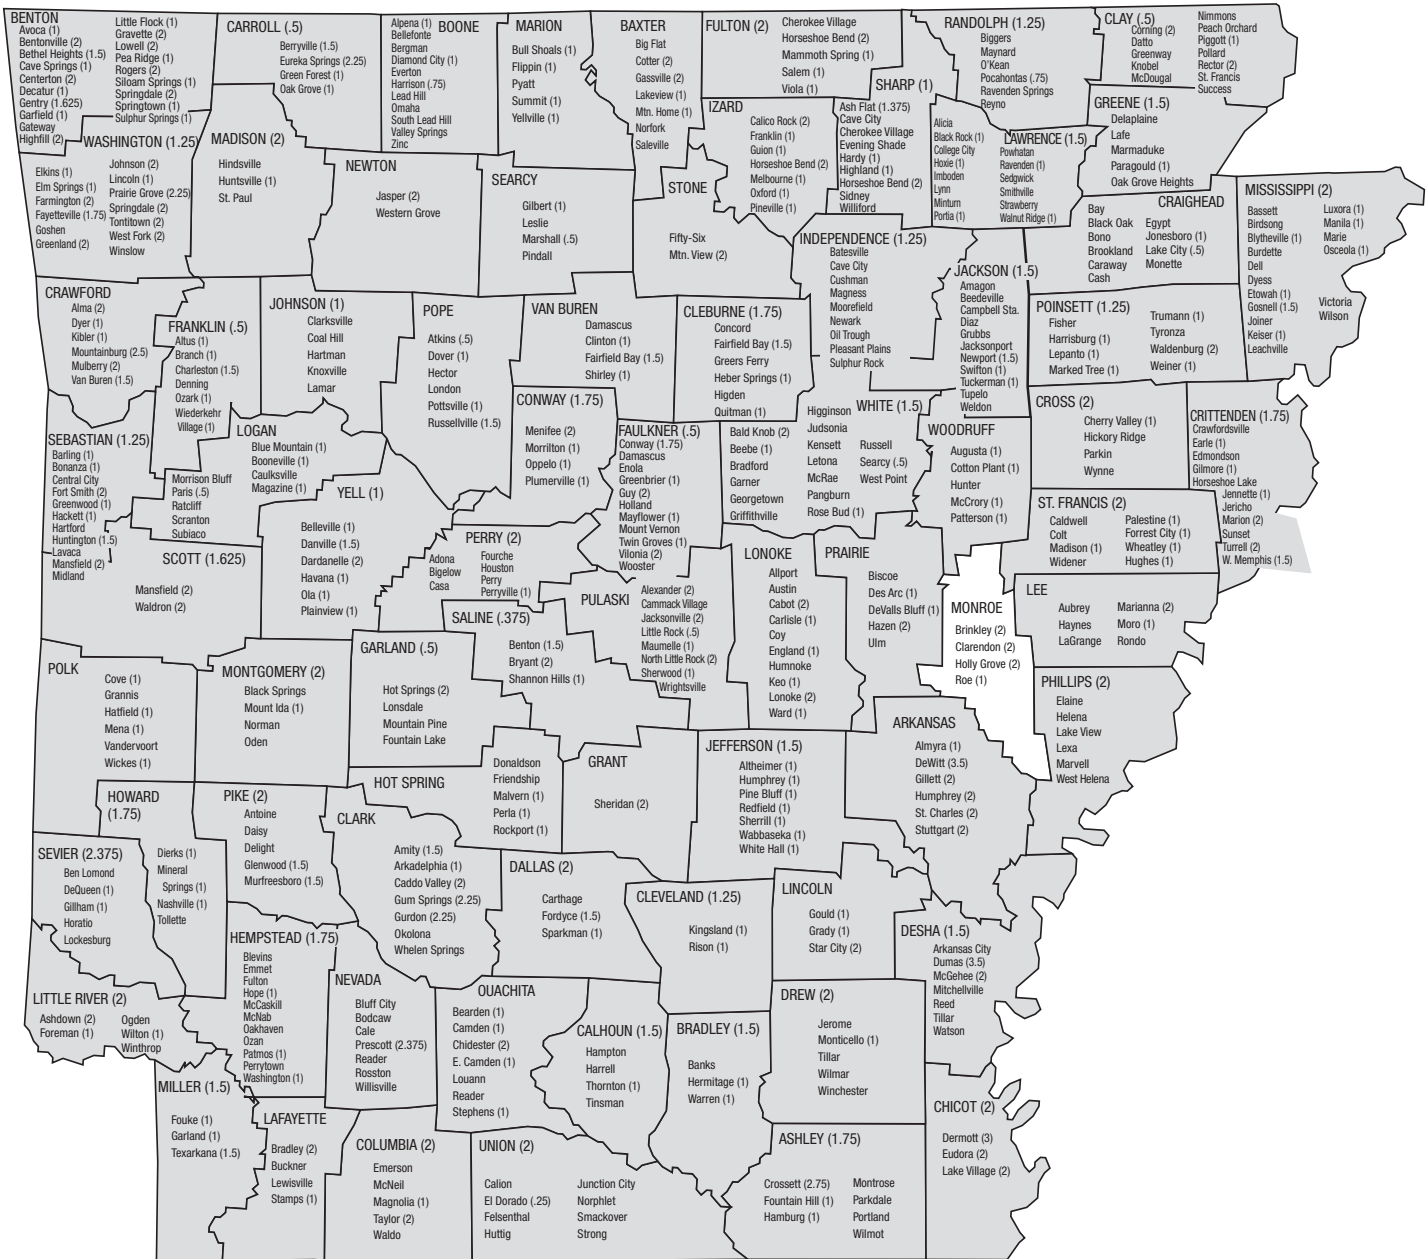 BENTON
Avoca (1)
Bentonville (2)
Bethel Heights (1.5)
Cave Springs (1)
Centerton (2)
Decatur (1)
Gentry (1.625)
Garfield (1)
Gateway
Highfill (2)
Little Flock (1)
Gravette (2)
Lowell (2)
Pea Ridge (1)
Rogers (2)
Siloam Springs (1)
Springdale (2)
Springtown (1)
Sulphur Springs (1)
CARROLL (.5)
Berryville (1.5)
Eureka Springs (2.25)
Green Forest (1)
Oak Grove (1)
BOONE
Alpena (1)
Bellefonte
Bergman
Diamond City (1)
Everton
Harrison (.75)
Lead Hill
Omaha
South Lead Hill
Valley Springs
Zinc
MARION
Bull Shoals (1)
Flippin (1)
Pyatt
Summit (1)
Yellville (1)
BAXTER
Big Flat
Cotter (2)
Gassville (2)
Lakeview (1)
Mtn. Home (1)
Norfork
Saleville
FULTON (2)
Cherokee Village
Horseshoe Bend (2)
Mammoth Spring (1)
Salem (1)
Viola (1)
SHARP (1)
Ash Flat (1.375)
Cave City
Cherokee Village
Evening Shade
Hardy (1)
Highland (1)
Horseshoe Bend (2)
Sidney
Williford
RANDOLPH (1.25)
Biggers
Maynard
O'Kean
Pocahontas (.75)
Ravenden Springs
Reyno
CLAY (.5)
Corning (2)
Datto
Greenway
Knobel
McDougal
Nimmons
Peach Orchard
Piggott (1)
Pollard
Rector (2)
St. Francis
Success
GREENE (1.5)
Delaplaine
Lafe
Marmaduke
Paragould (1)
Oak Grove Heights
IZARD
Calico Rock (2)
Franklin (1)
Guion (1)
Horseshoe Bend (2)
Melbourne (1)
Oxford (1)
Pineville (1)
LAWRENCE (1.5)
Alicia
Black Rock (1)
College City
Hoxie (1)
Imboden
Lynn
Minturn
Portia (1)
Powhatan
Ravenden (1)
Sedgwick
Smithville
Strawberry
Walnut Ridge (1)
WASHINGTON (1.25)
Elkins (1)
Elm Springs (1)
Farmington (2)
Fayetteville (1.75)
Goshen
Greenland (2)
Johnson (2)
Lincoln (1)
Prairie Grove (2.25)
Springdale (2)
Tontitown (2)
West Fork (2)
Winslow
MADISON (2)
Hindsville
Huntsville (1)
St. Paul
NEWTON
Jasper (2)
Western Grove
SEARCY
Gilbert (1)
Leslie
Marshall (.5)
Pindall
STONE
Fifty-Six
Mtn. View (2)
INDEPENDENCE (1.25)
Batesville
Cave City
Cushman
Magness
Moorefield
Newark
Oil Trough
Pleasant Plains
Sulphur Rock
JACKSON (1.5)
Amagon
Beedeville
Campbell Sta.
Diaz
Grubbs
Jacksonport
Newport (1.5)
Swifton (1)
Tuckerman (1)
Tupelo
Weldon
CRAIGHEAD
Bay
Black Oak
Bono
Brookland
Caraway
Cash
Egypt
Jonesboro (1)
Lake City (.5)
Monette
MISSISSIPPI (2)
Bassett
Birdsong
Blytheville (1)
Burdette
Dell
Dyess
Etowah (1)
Gosnell (1.5)
Joiner
Keiser (1)
Leachville
Luxora (1)
Manila (1)
Marie
Osceola (1)
Victoria
Wilson
POINSETT (1.25)
Fisher
Harrisburg (1)
Lepanto (1)
Marked Tree (1)
Trumann (1)
Tyronza
Waldenburg (2)
Weiner (1)
CRAWFORD
Alma (2)
Dyer (1)
Kibler (1)
Mountainburg (2.5)
Mulberry (2)
Van Buren (1.5)
FRANKLIN (.5)
Altus (1)
Branch (1)
Charleston (1.5)
Denning
Ozark (1)
Wiederkehr
Village (1)
JOHNSON (1)
Clarksville
Coal Hill
Hartman
Knoxville
Lamar
POPE
Atkins (.5)
Dover (1)
Hector
London
Pottsville (1)
Russellville (1.5)
VAN BUREN
Damascus
Clinton (1)
Fairfield Bay (1.5)
Shirley (1)
CLEBURNE (1.75)
Concord
Fairfield Bay (1.5)
Greers Ferry
Heber Springs (1)
Higden
Quitman (1)
CONWAY (1.75)
Menifee (2)
Morrilton (1)
Oppelo (1)
Plumerville (1)
FAULKNER (.5)
Conway (1.75)
Damascus
Enola
Greenbrier (1)
Guy (2)
Holland
Mayflower (1)
Mount Vernon
Twin Groves (1)
Vilonia (2)
Wooster
WHITE (1.5)
Bald Knob (2)
Beebe (1)
Bradford
Garner
Georgetown
Griffithville
Higginson
Judsonia
Kensett
Letona
McRae
Pangburn
Rose Bud (1)
Russell
Searcy (.5)
West Point
WOODRUFF
Augusta (1)
Cotton Plant (1)
Hunter
McCrory (1)
Patterson (1)
CROSS (2)
Cherry Valley (1)
Hickory Ridge
Parkin
Wynne
CRITTENDEN (1.75)
Crawfordsville
Earle (1)
Edmondson
Gilmore (1)
Horseshoe Lake
Jennette (1)
Jericho
Marion (2)
Sunset
Turrell (2)
W. Memphis (1.5)
ST. FRANCIS (2)
Caldwell
Colt
Madison (1)
Widener
Palestine (1)
Forrest City (1)
Wheatley (1)
Hughes (1)
SEBASTIAN (1.25)
Barling (1)
Bonanza (1)
Central City
Fort Smith (2)
Greenwood (1)
Hackett (1)
Hartford
Huntington (1.5)
Lavaca
Mansfield (2)
Midland
LOGAN
Blue Mountain (1)
Booneville (1)
Caulksville
Magazine (1)
Morrison Bluff
Paris (.5)
Ratcliff
Scranton
Subiaco
YELL (1)
Belleville (1)
Danville (1.5)
Dardanelle (2)
Havana (1)
Ola (1)
Plainview (1)
SCOTT (1.625)
Mansfield (2)
Waldron (2)
PERRY (2)
Adona
Bigelow
Casa
Fourche
Houston
Perry
Perryville (1)
PULASKI
Alexander (2)
Cammack Village
Jacksonville (2)
Little Rock (.5)
Maumelle (1)
North Little Rock (2)
Sherwood (1)
Wrightsville
LONOKE
Allport
Austin
Cabot (2)
Carlisle (1)
Coy
England (1)
Humnoke
Keo (1)
Lonoke (2)
Ward (1)
PRAIRIE
Biscoe
Des Arc (1)
DeValls Bluff (1)
Hazen (2)
Ulm
MONROE
Brinkley (2)
Clarendon (2)
Holly Grove (2)
Roe (1)
LEE
Aubrey
Haynes
LaGrange
Marianna (2)
Moro (1)
Rondo
PHILLIPS (2)
Elaine
Helena
Lake View
Lexa
Marvell
West Helena
SALINE (.375)
Benton (1.5)
Bryant (2)
Shannon Hills (1)
GARLAND (.5)
Hot Springs (2)
Lonsdale
Mountain Pine
Fountain Lake
POLK
Cove (1)
Grannis
Hatfield (1)
Mena (1)
Vandervoort
Wickes (1)
MONTGOMERY (2)
Black Springs
Mount Ida (1)
Norman
Oden
HOT SPRING
Donaldson
Friendship
Malvern (1)
Perla (1)
Rockport (1)
GRANT
Sheridan (2)
JEFFERSON (1.5)
Altheimer (1)
Humphrey (1)
Pine Bluff (1)
Redfield (1)
Sherrill (1)
Wabbaseka (1)
White Hall (1)
ARKANSAS
Almyra (1)
DeWitt (3.5)
Gillett (2)
Humphrey (2)
St. Charles (2)
Stuttgart (2)
HOWARD
(1.75)
Dierks (1)
Mineral
Springs (1)
Nashville (1)
Tollette
PIKE (2)
Antoine
Daisy
Delight
Glenwood (1.5)
Murfreesboro (1.5)
CLARK
Amity (1.5)
Arkadelphia (1)
Caddo Valley (2)
Gum Springs (2.25)
Gurdon (2.25)
Okolona
Whelen Springs
SEVIER (2.375)
Ben Lomond
DeQueen (1)
Gillham (1)
Horatio
Lockesburg
DALLAS (2)
Carthage
Fordyce (1.5)
Sparkman (1)
CLEVELAND (1.25)
Kingsland (1)
Rison (1)
LINCOLN
Gould (1)
Grady (1)
Star City (2)
DESHA (1.5)
Arkansas City
Dumas (3.5)
McGehee (2)
Mitchellville
Reed
Tillar
Watson
LITTLE RIVER (2)
Ashdown (2)
Foreman (1)
Ogden
Wilton (1)
Winthrop
HEMPSTEAD (1.75)
Blevins
Emmet
Fulton
Hope (1)
McCaskill
McNab
Oakhaven
Ozan
Patmos (1)
Perrytown
Washington (1)
NEVADA
Bluff City
Bodcaw
Cale
Prescott (2.375)
Reader
Rosston
Willisville
OUACHITA
Bearden (1)
Camden (1)
Chidester (2)
E. Camden (1)
Louann
Reader
Stephens (1)
CALHOUN (1.5)
Hampton
Harrell
Thornton (1)
Tinsman
BRADLEY (1.5)
Banks
Hermitage (1)
Warren (1)
DREW (2)
Jerome
Monticello (1)
Tillar
Wilmar
Winchester
MILLER (1.5)
Fouke (1)
Garland (1)
Texarkana (1.5)
LAFAYETTE
Bradley (2)
Buckner
Lewisville
Stamps (1)
COLUMBIA (2)
Emerson
McNeil
Magnolia (1)
Taylor (2)
Waldo
UNION (2)
Calion
El Dorado (.25)
Felsenthal
Huttig
Junction City
Norphlet
Smackover
Strong
ASHLEY (1.75)
Crossett (2.75)
Fountain Hill (1)
Hamburg (1)
Montrose
Parkdale
Portland
Wilmot
CHICOT (2)
Dermott (3)
Eudora (2)
Lake Village (2)